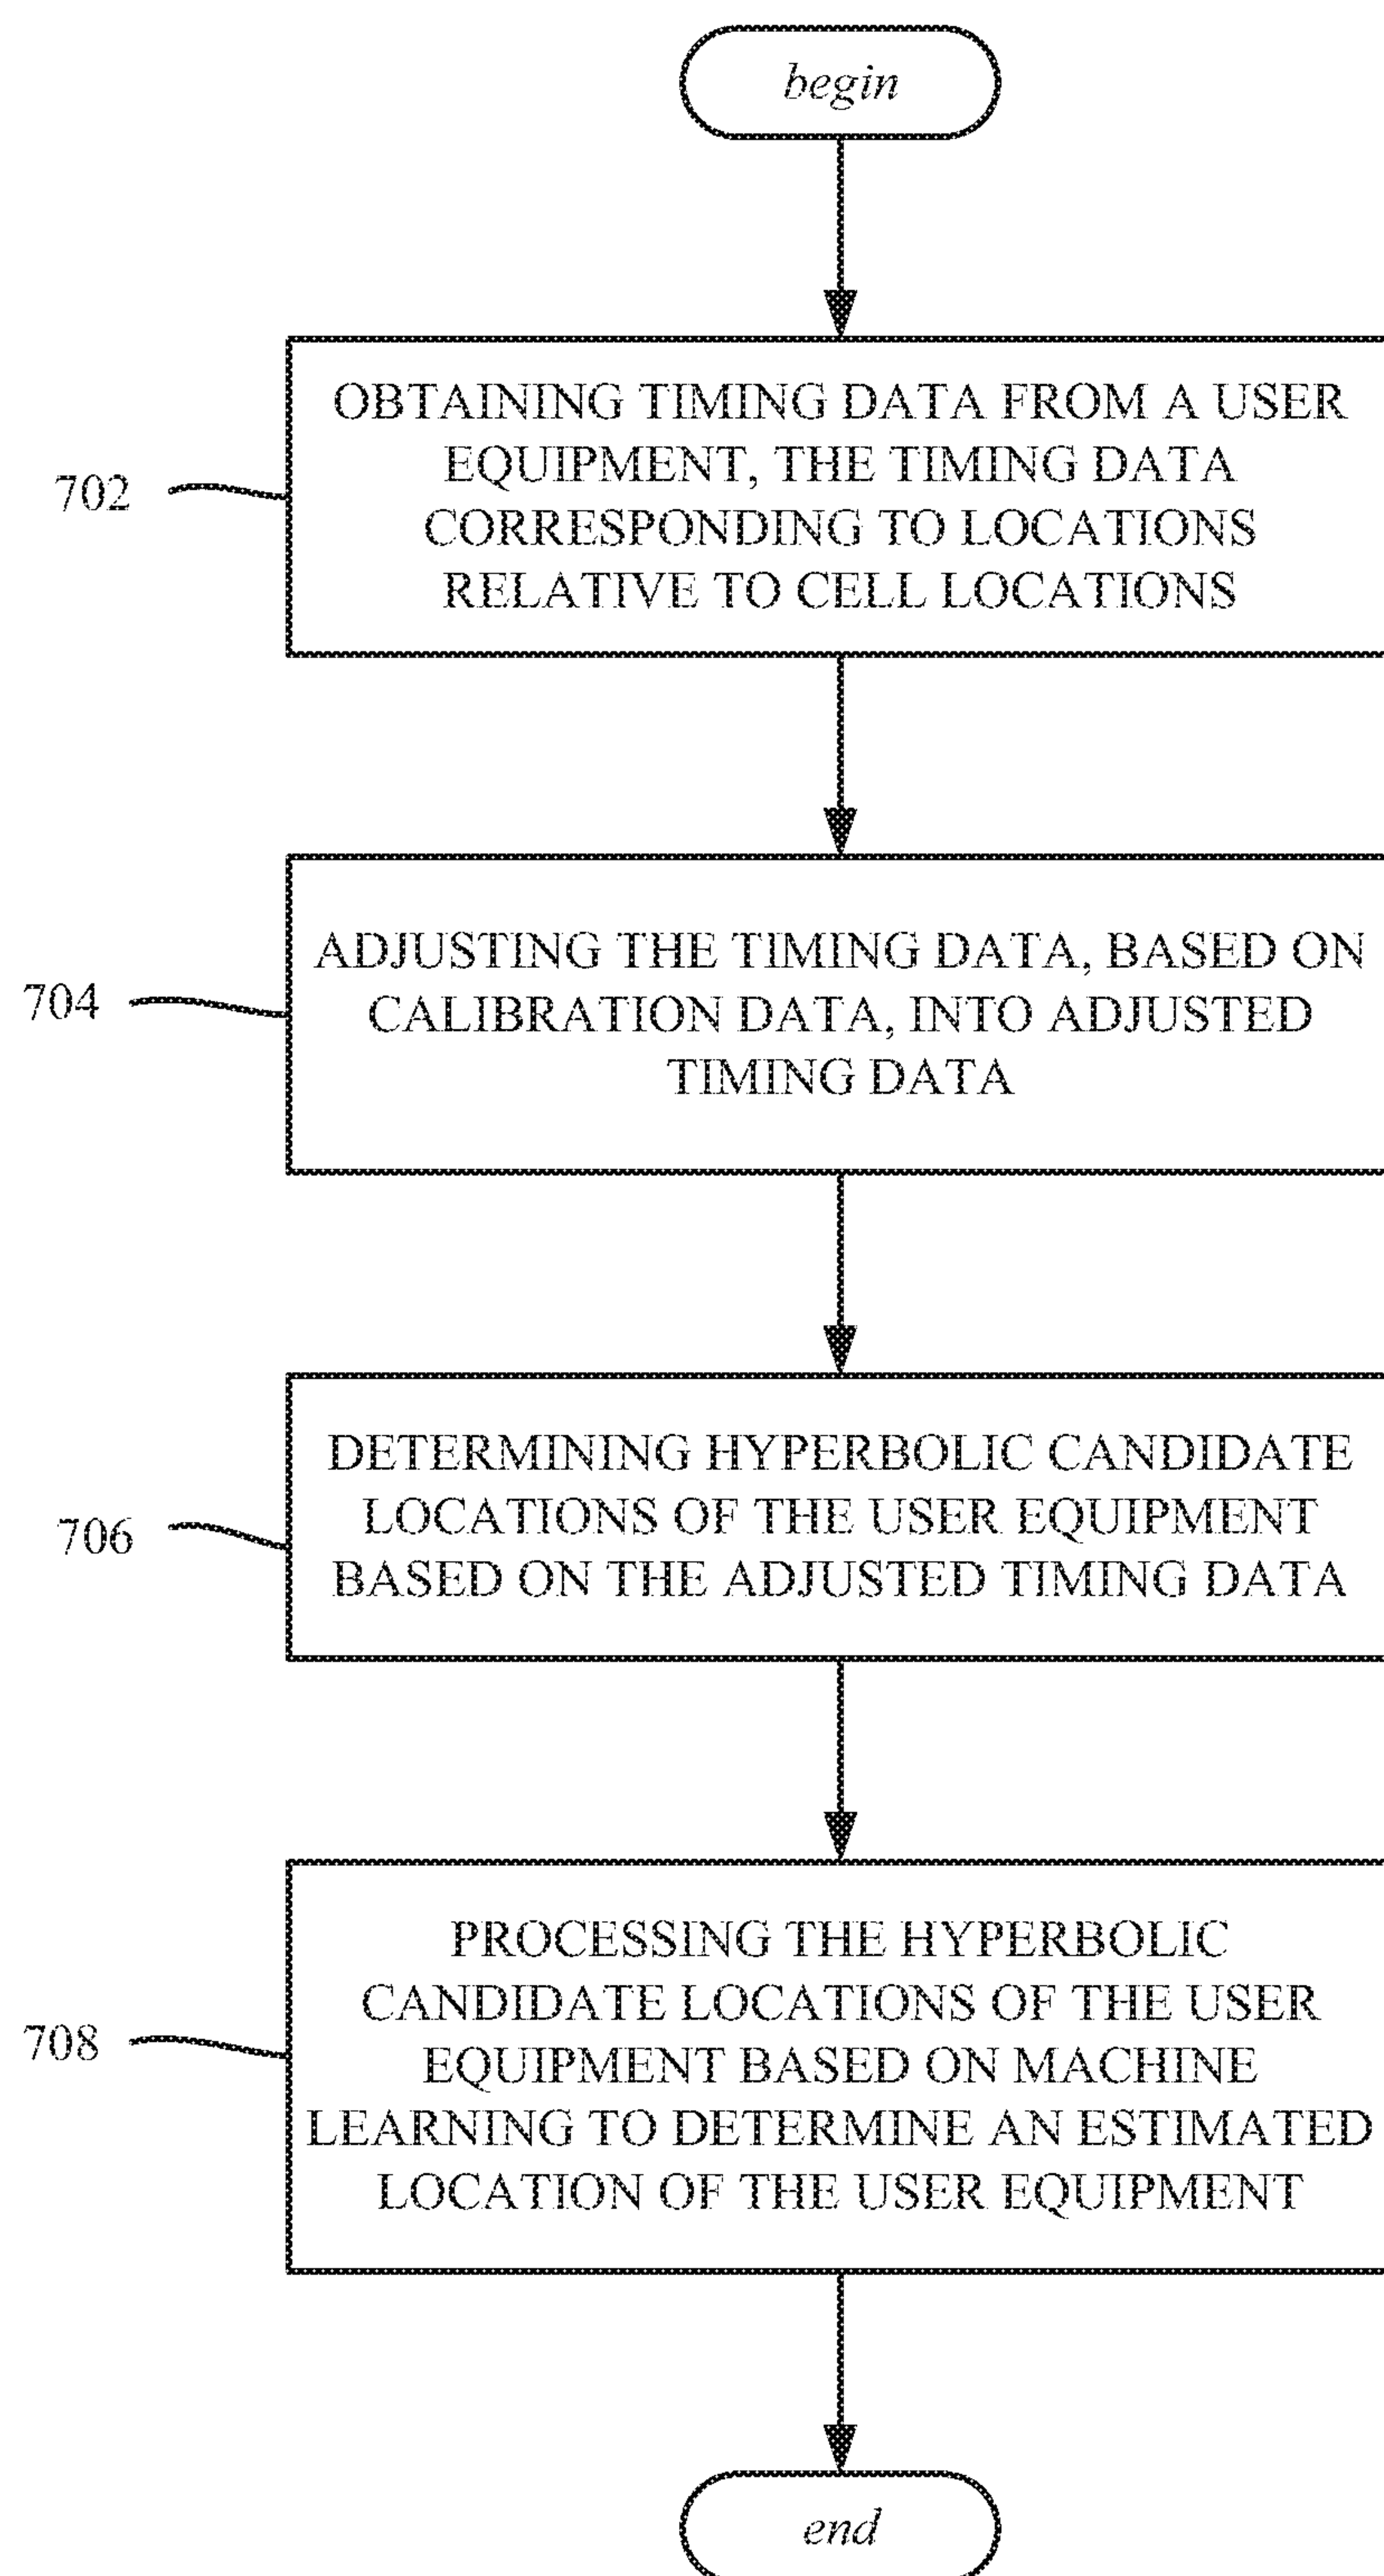 begin
702
OBTAINING TIMING DATA FROM A USER
EQUIPMENT, THE TIMING DATA
CORRESPONDING TO LOCATIONS
RELATIVE TO CELL LOCATIONS
704
ADJUSTING THE TIMING DATA, BASED ON
CALIBRATION DATA, INTO ADJUSTED
TIMING DATA
706
DETERMINING HYPERBOLIC CANDIDATE
LOCATIONS OF THE USER EQUIPMENT
BASED ON THE ADJUSTED TIMING DATA
708
PROCESSING THE HYPERBOLIC
CANDIDATE LOCATIONS OF THE USER
EQUIPMENT BASED ON MACHINE
LEARNING TO DETERMINE AN ESTIMATED
LOCATION OF THE USER EQUIPMENT
end